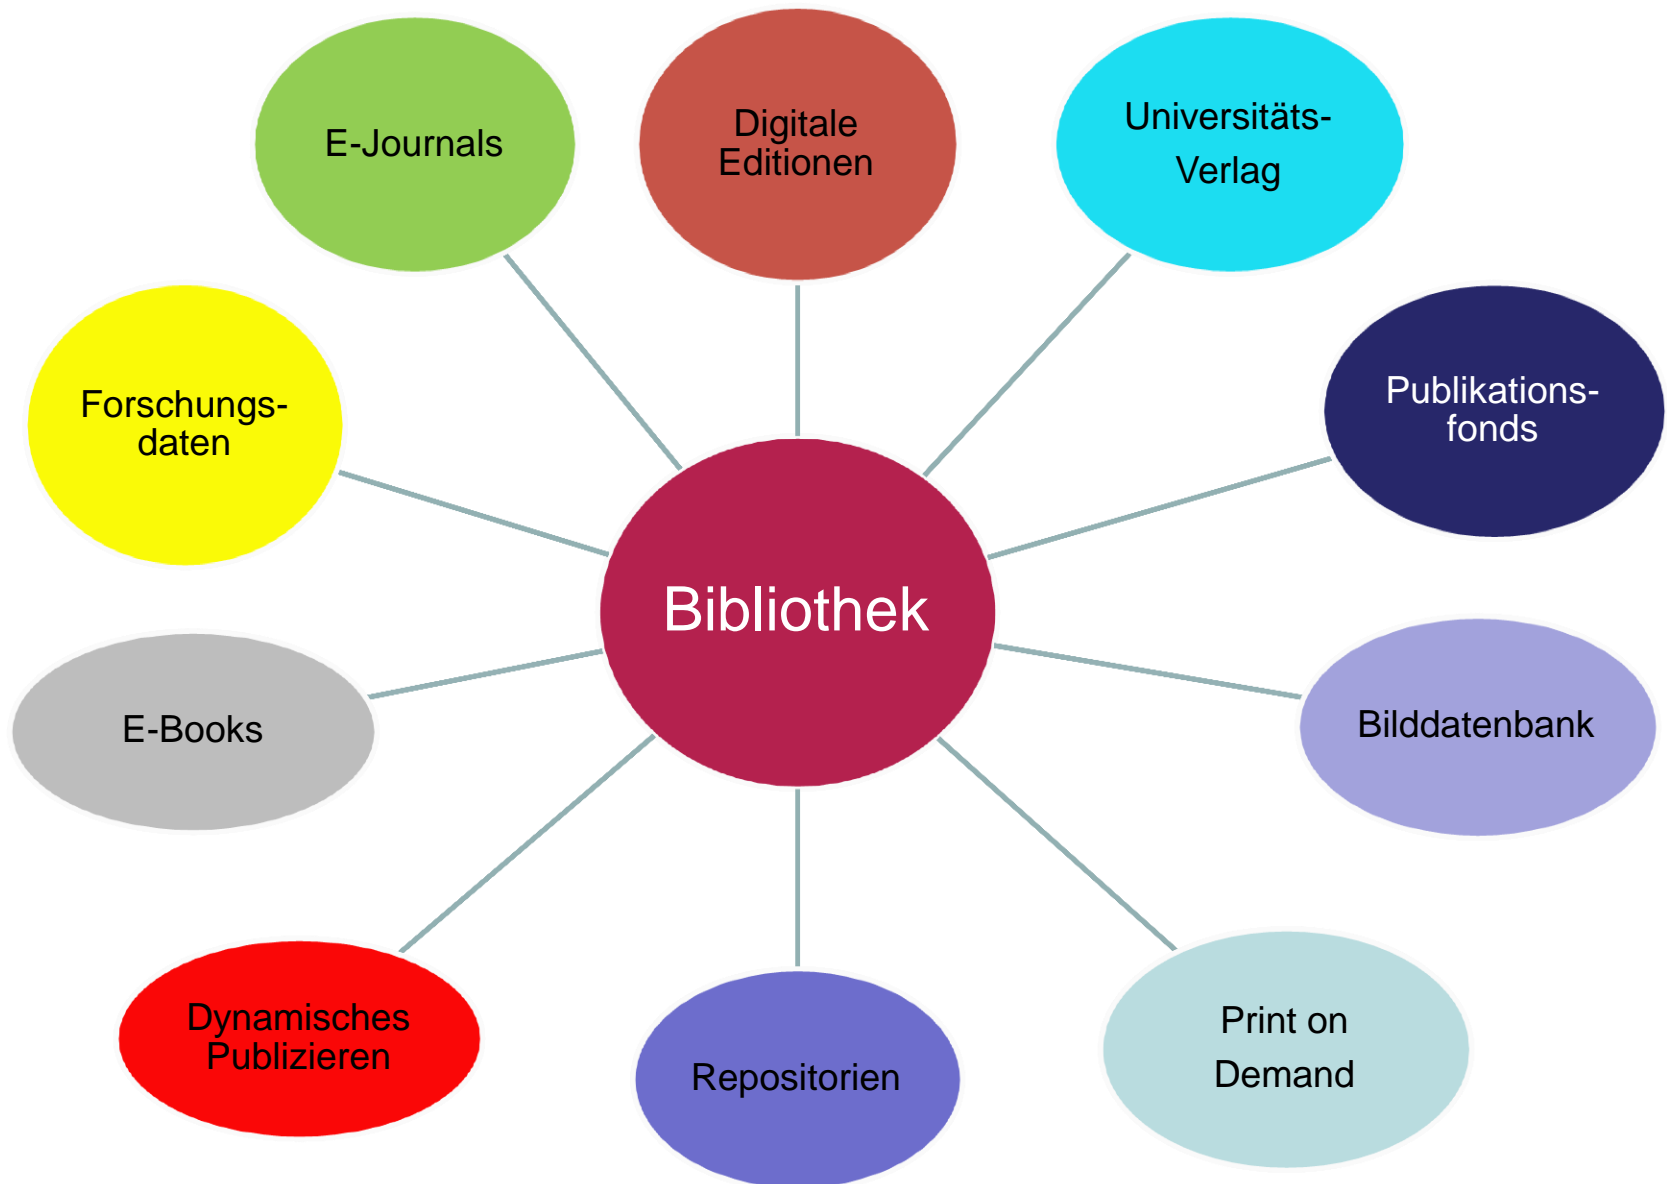 E-Journals
Digitale
Editionen
Universitäts-
Verlag
Forschungs-
daten
Publikations-
fonds
Bibliothek
E-Books
Bilddatenbank
Dynamisches
Publizieren
Repositorien
Print on
Demand